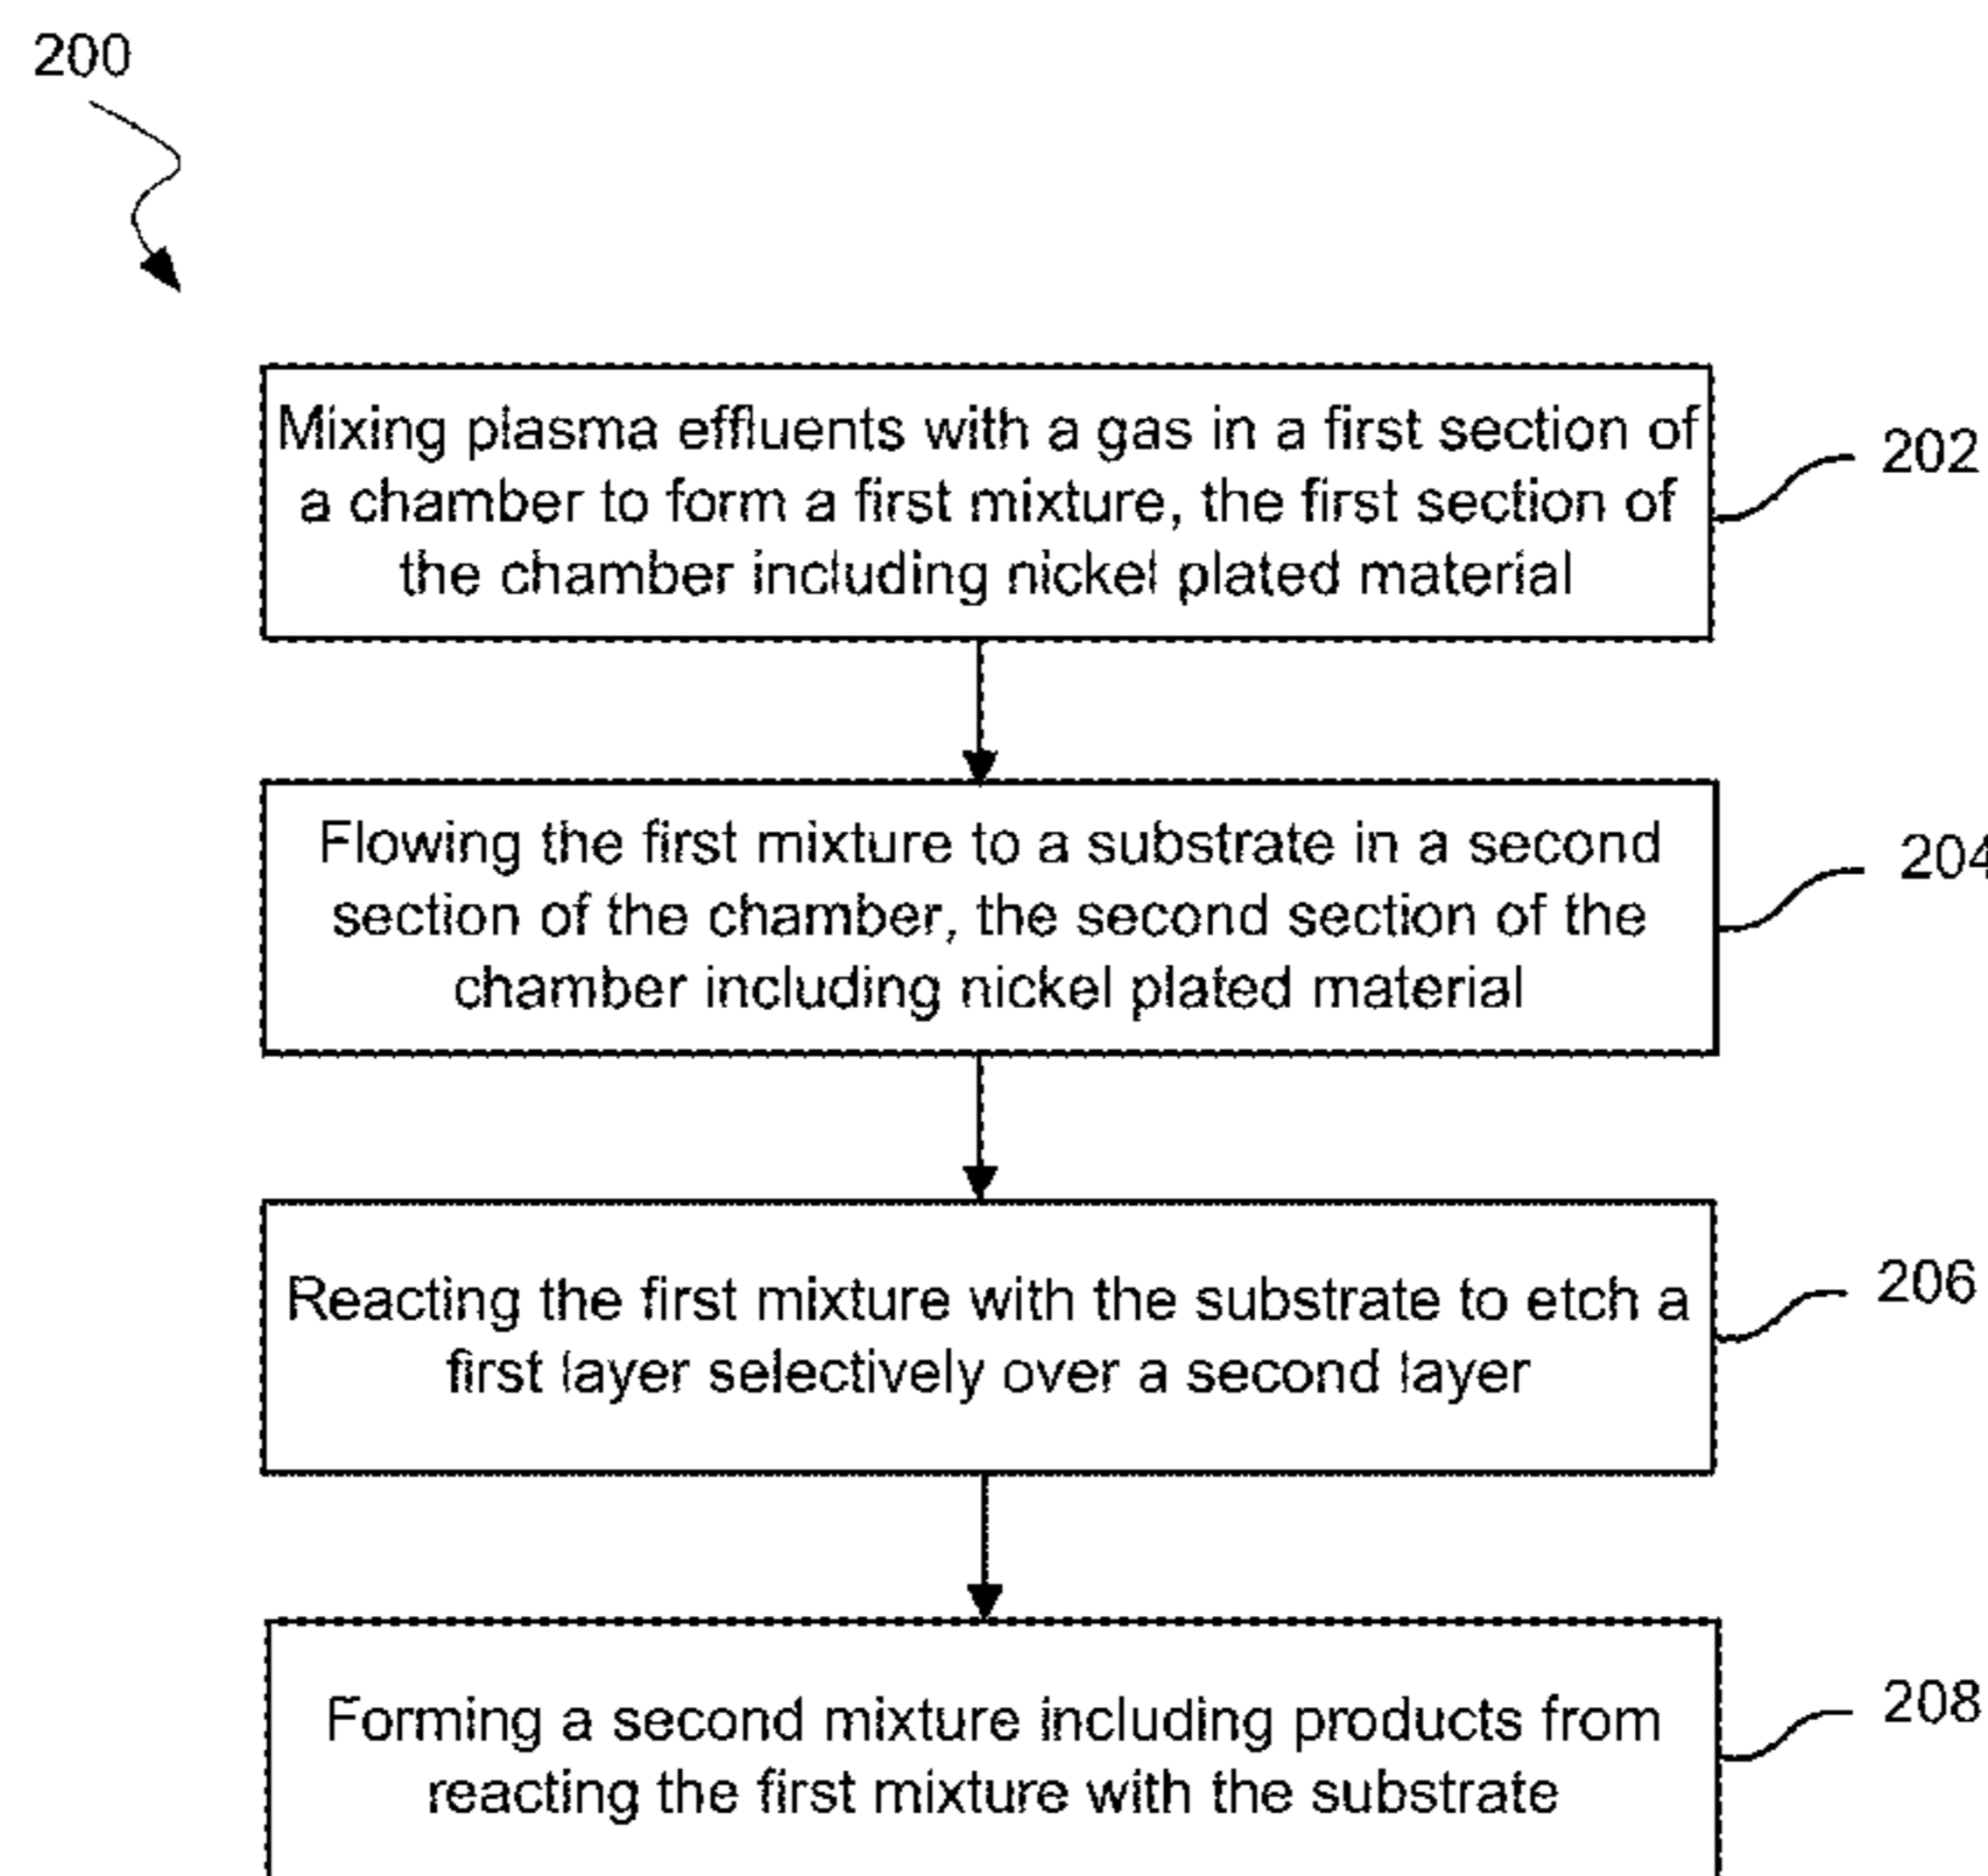 200
Mixing plasma effluents with a gas in a first section of
a chamber to form a first mixture, the first section of
the chamber including nickel plated material
202
Flowing the first mixture to a substrate in a second
section of the chamber, the second section of the
chamber including nickel plated material
204
Reacting the first mixture with the substrate to etch a
first layer selectively over a second layer
206
Forming a second mixture including products from
reacting the first mixture with the substrate
208